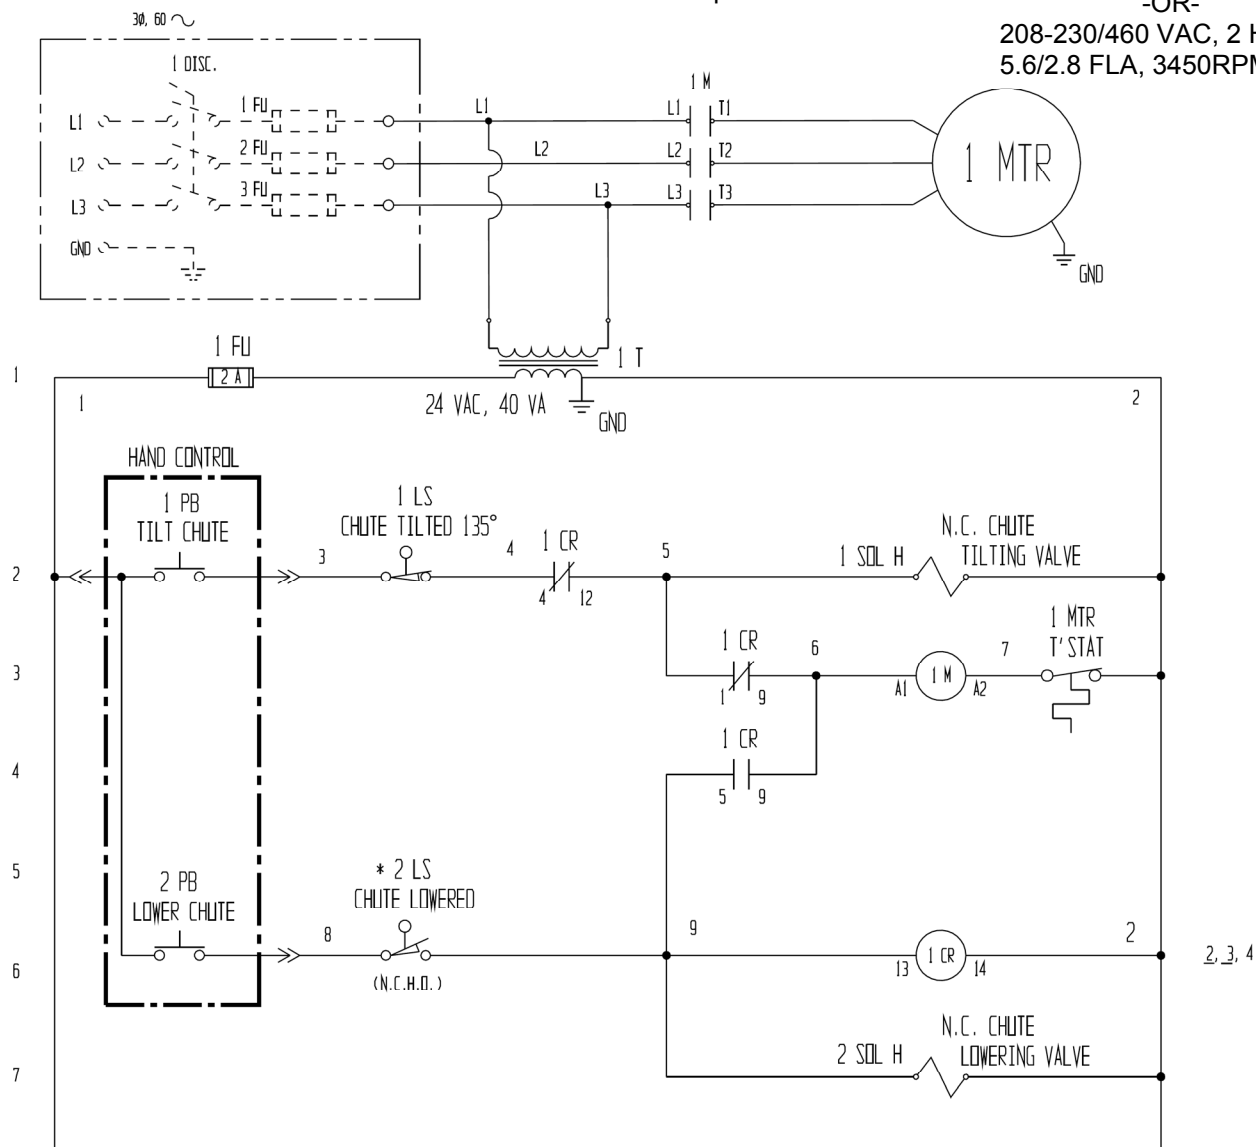 -OR-
208-230/460 VAC, 2 H
5.6/2.8 FLA, 3450RPM
3Ø, 60
1 DISC.
1 M
L1
1 FU
L1
L1
T1
L2
2 FU
L2
L2
T2
1 MTR
L3
3 FU
L3
L3
T3
GND
GND
1 FU
1 T
1
2 A
1
24 VAC, 40 VA
GND
2
HAND CONTROL
1 PB
TILT CHUTE
1 LS
CHUTE TILTED 135°
N.C. CHUTE
TILTING VALVE
2
3
4
1 CR
4
12
5
1 SOL H
1 MTR
T'STAT
3
1 CR
1
9
6
A1
1 M
A2
7
4
1 CR
5
9
5
2 PB
LOWER CHUTE
* 2 LS
CHUTE LOWERED
6
8
(N.C.H.O.)
9
13
1 CR
14
2
2, 3, 4
N.C. CHUTE
LOWERING VALVE
7
2 SOL H